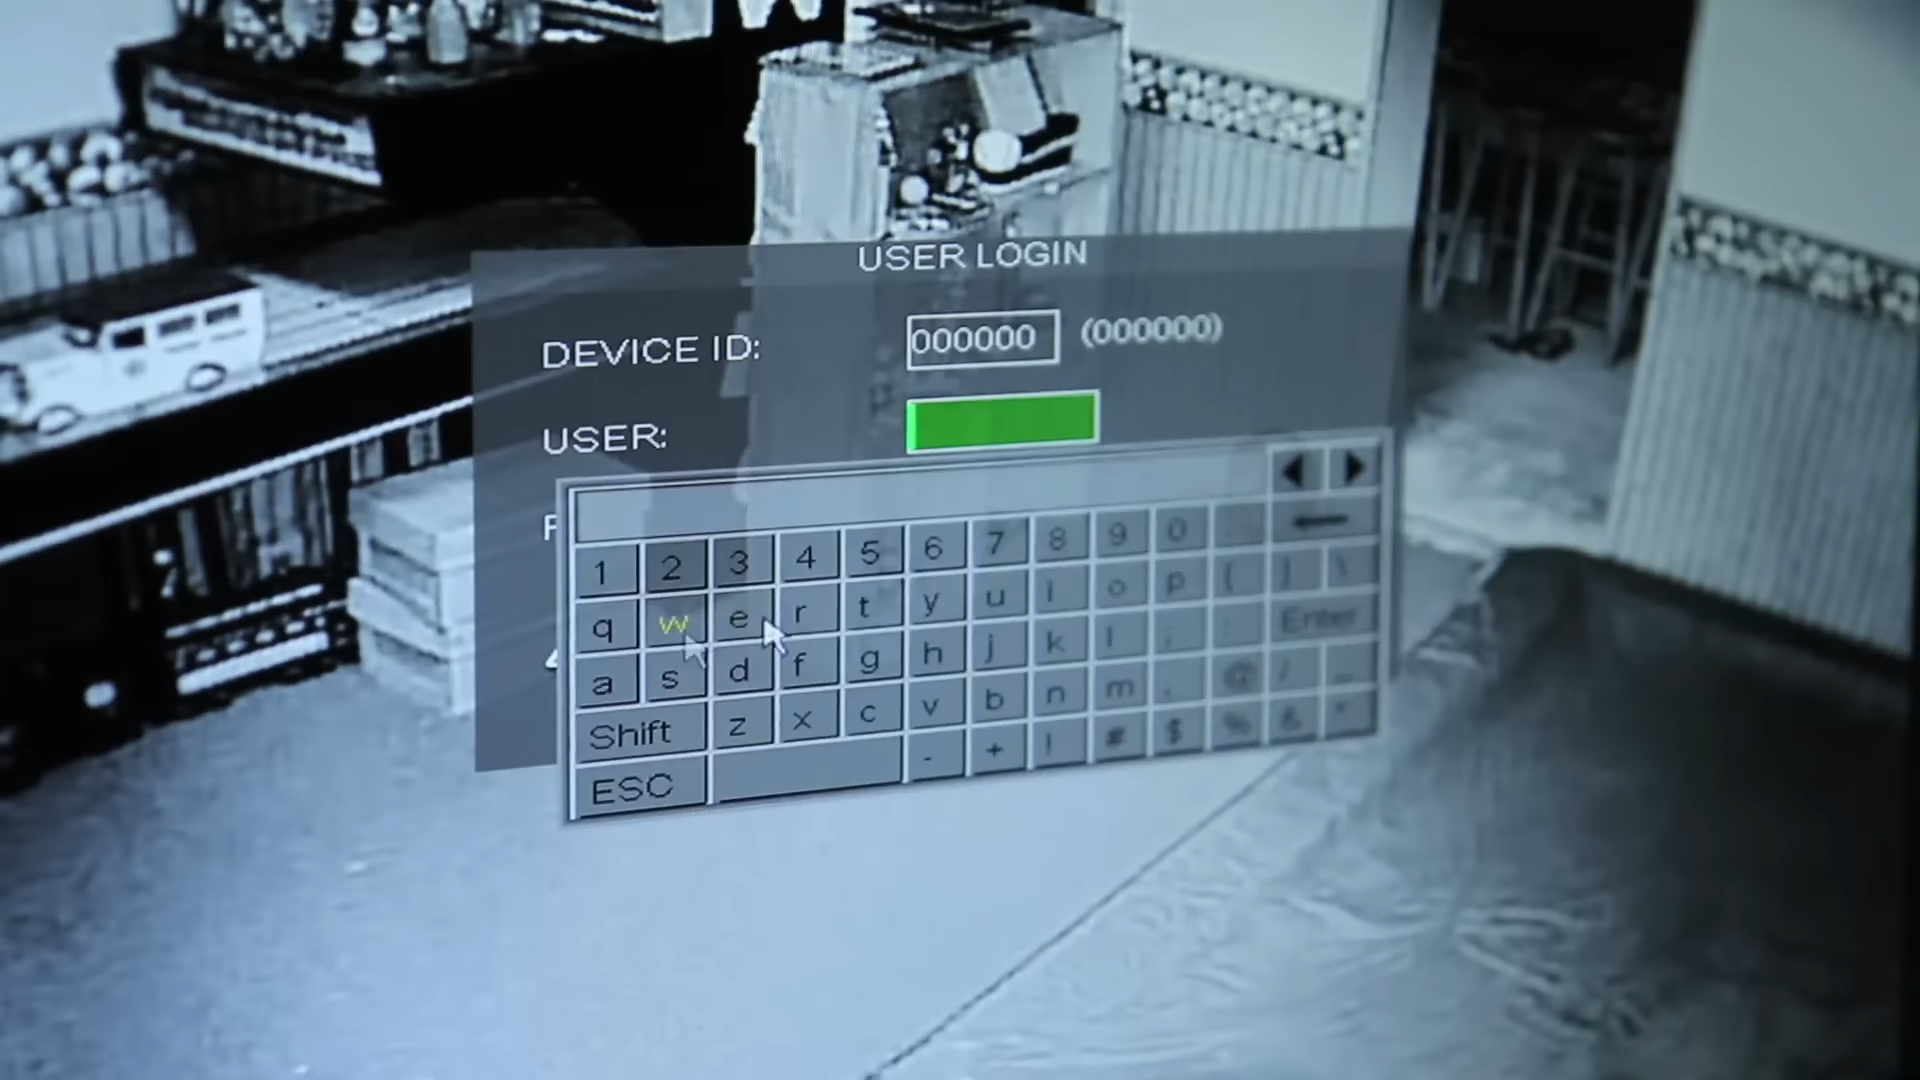 USER LOGIN
DEVICE ID: 000000 (000000)
USER:
1 2 3 4 5 6 7 8 9 0
q w e r t y u i o p [ ] \
a s d f g h j k l ; Enter
Shift z x c v b n m , @ / _
ESC - + ! # $ % &